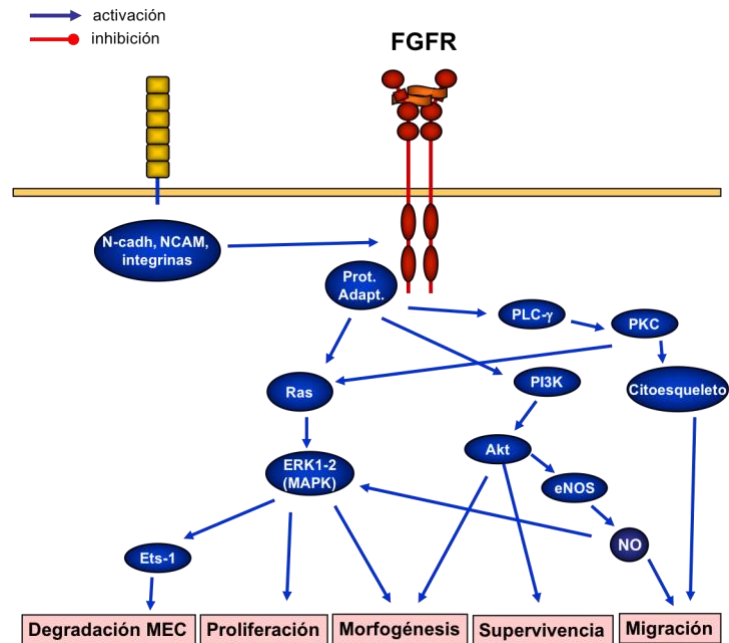 activación
inhibición
FGFR
N-cadh, NCAM,
integrinas
Prot.
Adapt.
PLC-γ
PKC
Ras
PI3K
Citoesqueleto
Akt
ERK1-2
(MAPK)
eNOS
NO
Ets-1
Degradación MEC
Proliferación
Morfogénesis
Supervivencia
Migración